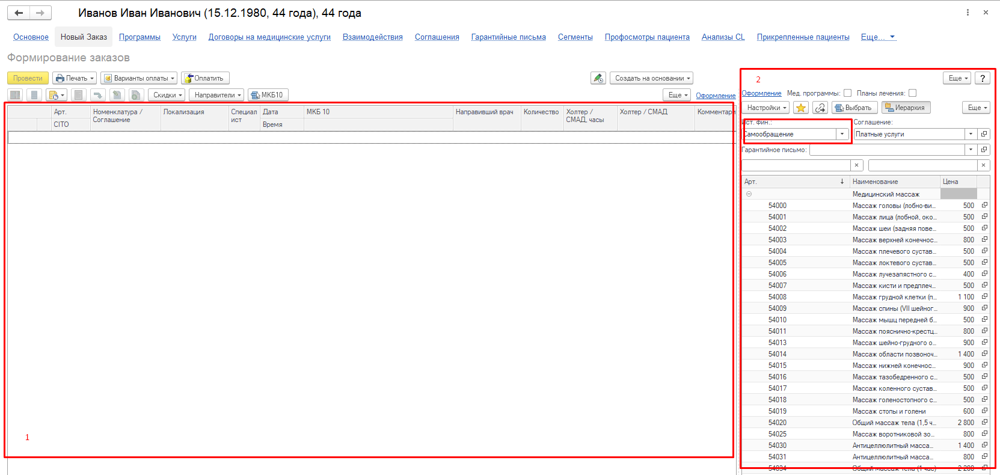 Иванов Иван Иванович (15.12.1980, 44 года), 44 года
Основное Новый Заказ Программы Услуги Договоры на медицинские услуги Взаимодействия Соглашения Гарантийные письма Сегменты Профосмотры пациента Анализы CL Прикрепленные пациенты Еще...
Формирование заказов
Провести Печать Варианты оплаты Оплатить Создать на основании
Скидки Направители МКБ10 Еще Оформление
Арт. Номенклатура / Соглашение Локализация Специалист Дата МКБ 10 Направивший врач Количество Холтер / СМАД, часы Холтер / СМАД Комментари
CITO Время
1
2 Еще ?
Оформление Мед. программы: Планы лечения:
Настройки Выбрать Иерархия Еще
Ист. фин.: Соглашение:
Самообращение Платные услуги
Гарантийное письмо:
Арт. Наименование Цена
Медицинский массаж
54000 Массаж головы (лобно-ви... 500
54001 Массаж лица (лобной, око... 500
54002 Массаж шеи (задняя пове... 500
54003 Массаж верхней конечнос... 800
54004 Массаж плечевого сустав... 500
54005 Массаж локтевого сустав... 500
54006 Массаж лучезапястного с... 400
54007 Массаж кисти и предплеч... 500
54008 Массаж грудной клетки (п... 1 100
54009 Массаж спины (VII шейног... 900
54010 Массаж мышц передней б... 500
54011 Массаж пояснично-крестц... 800
54013 Массаж шейно-грудного о... 900
54014 Массаж области позвоноч... 1 400
54015 Массаж нижней конечнос... 900
54016 Массаж тазобедренного с... 500
54017 Массаж коленного сустав... 500
54018 Массаж голеностопного с... 500
54019 Массаж стопы и голени 600
54020 Общий массаж тела (1,5 ч... 2 800
54025 Массаж воротниковой зо... 800
54030 Антицеллюлитный масса... 1 400
54031 Антицеллюлитный масса... 800
54034 Общий массаж тела (1 час) 2 200